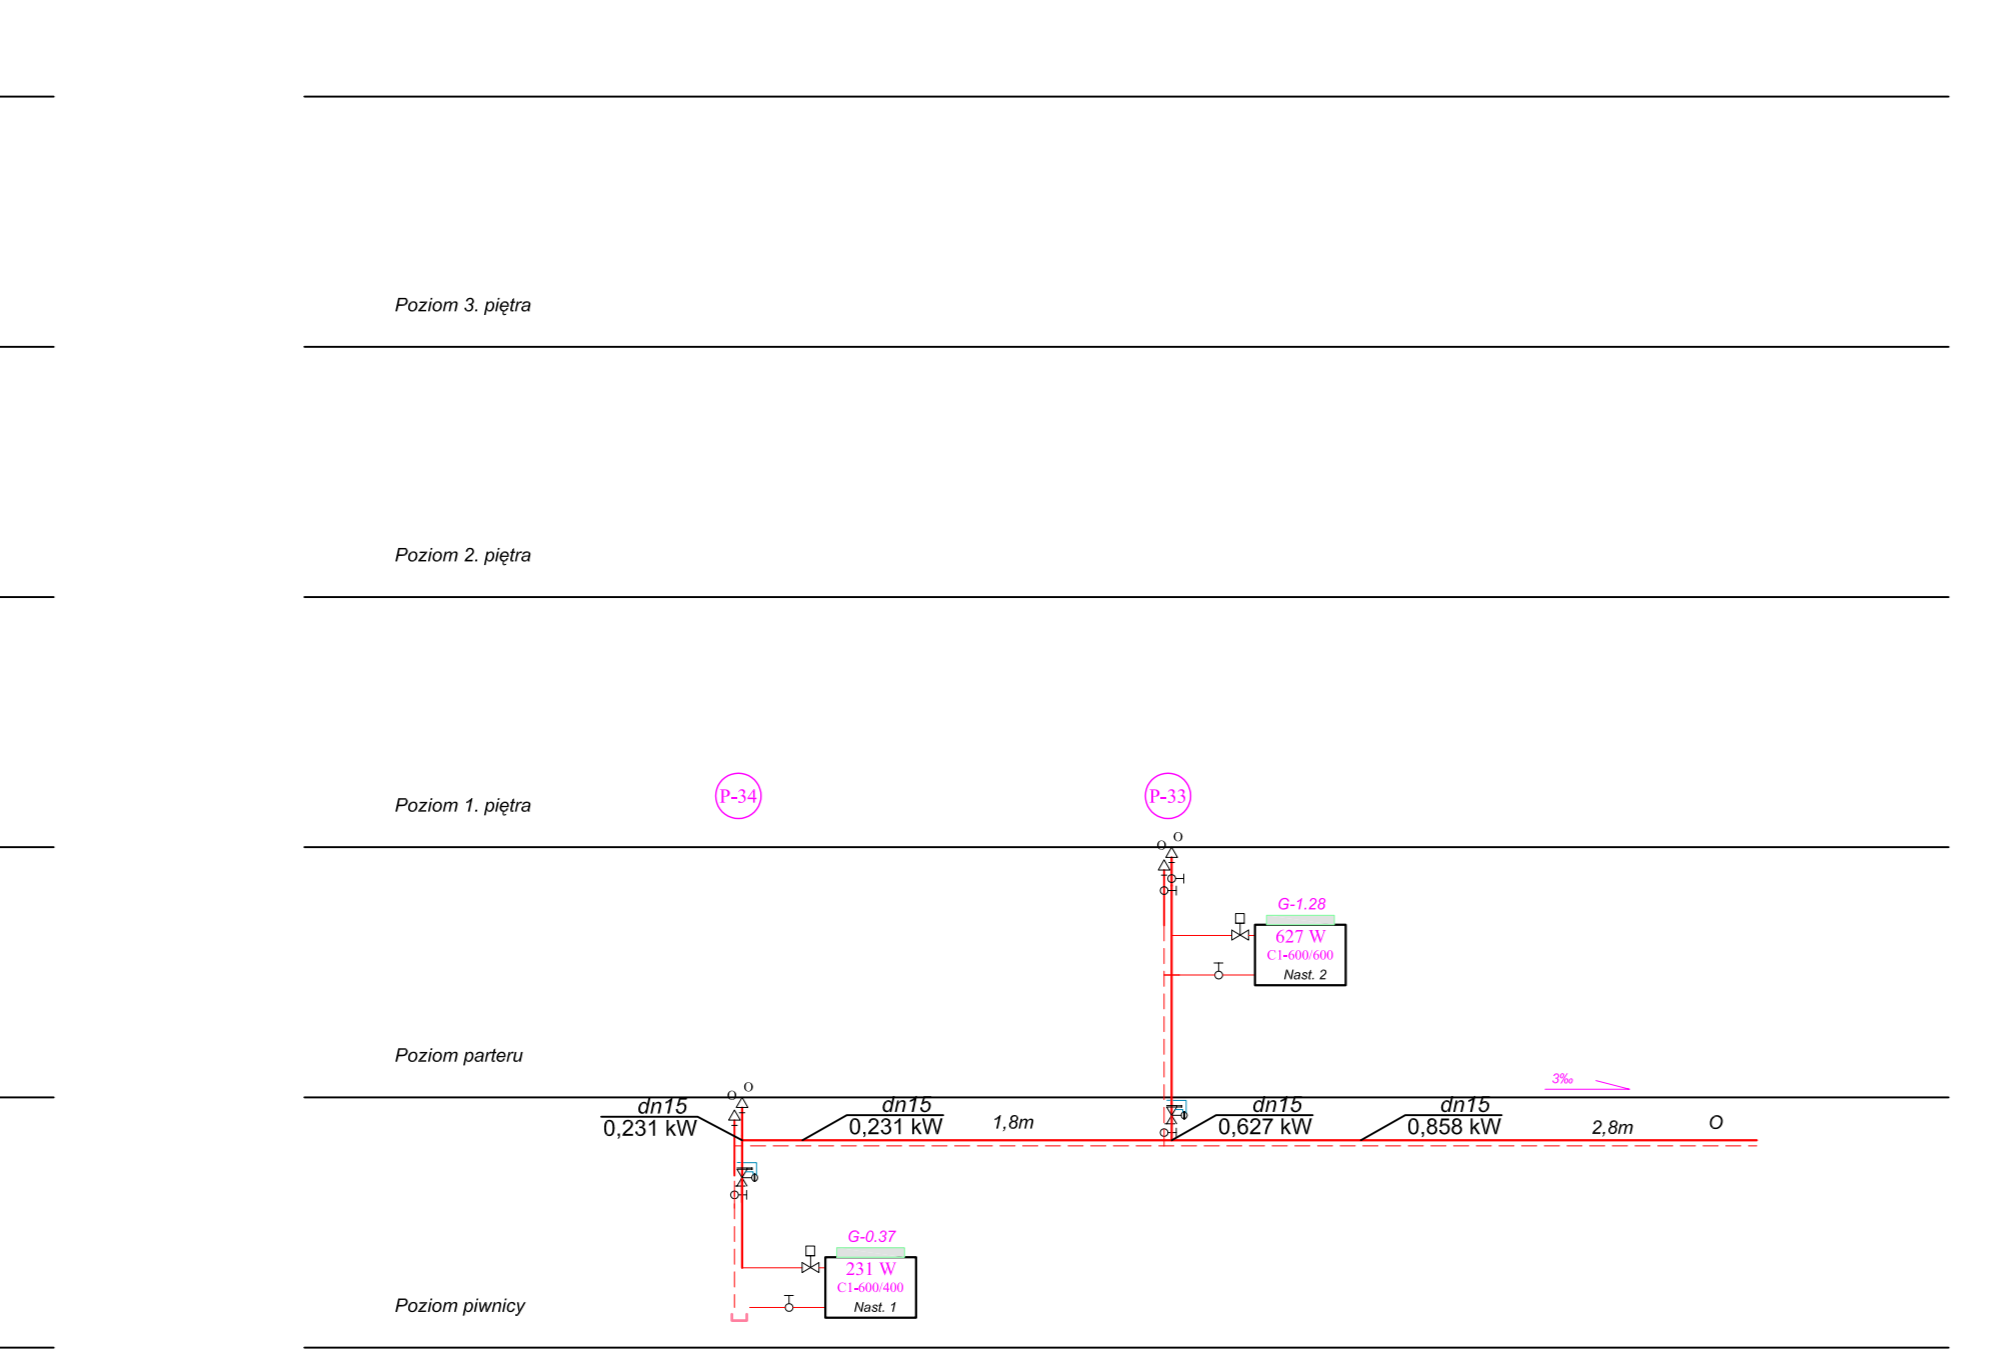 Poziom 3. piętra
Poziom 2. piętra
Poziom 1. piętra
P-34
P-33
O
O
G-1.28
627 W
C1-600/600
Nast. 2
Poziom parteru
3‰
O
O
dn15
0,231 kW
dn15
0,231 kW
1,8m
dn15
0,627 kW
dn15
0,858 kW
2,8m
O
G-0.37
231 W
C1-600/400
Nast. 1
Poziom piwnicy